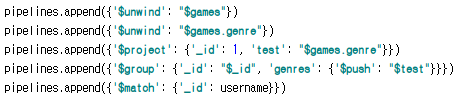 pipelines.append({'$unwind': "$games"})
pipelines.append({'$unwind': "$games.genre"})
pipelines.append({'$project': {'_id': 1, 'test': "$games.genre"}})
pipelines.append({'$group': {'_id': "$_id", 'genres': {'$push': "$test"}}})
pipelines.append({'$match': {'_id': username}})